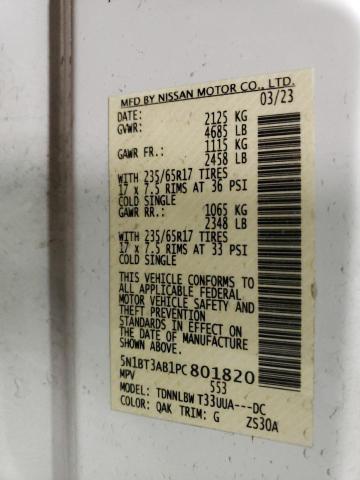 MFD BY NISSAN MOTOR CO., LTD.
DATE: 03/23
GVWR: 2125 KG
4685 LB
GAWR FR.: 1115 KG
2458 LB
WITH 235/65R17 TIRES
17 x 7.5 RIMS AT 36 PSI
COLD SINGLE
GAWR RR.: 1065 KG
2348 LB
WITH 235/65R17 TIRES
17 x 7.5 RIMS AT 33 PSI
COLD SINGLE
THIS VEHICLE CONFORMS TO
ALL APPLICABLE FEDERAL
MOTOR VEHICLE SAFETY AND
THEFT PREVENTION
STANDARDS IN EFFECT ON
THE DATE OF MANUFACTURE
SHOWN ABOVE.
5N1BT3AB1PC801820
MPV 553
MODEL: TDNNLBW T33UUA---DC
COLOR: QAK TRIM: G ZS30A